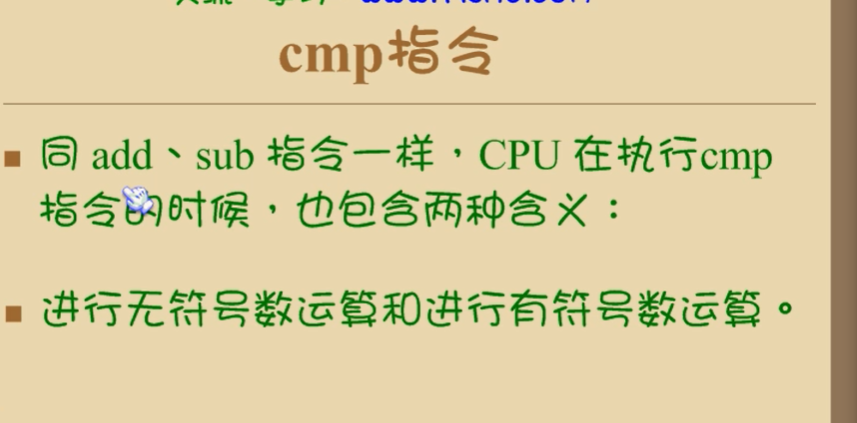 cmp指令
同 add、sub 指令一样，CPU 在执行cmp
指令的时候，也包含两种含义：
进行无符号数运算和进行有符号数运算。